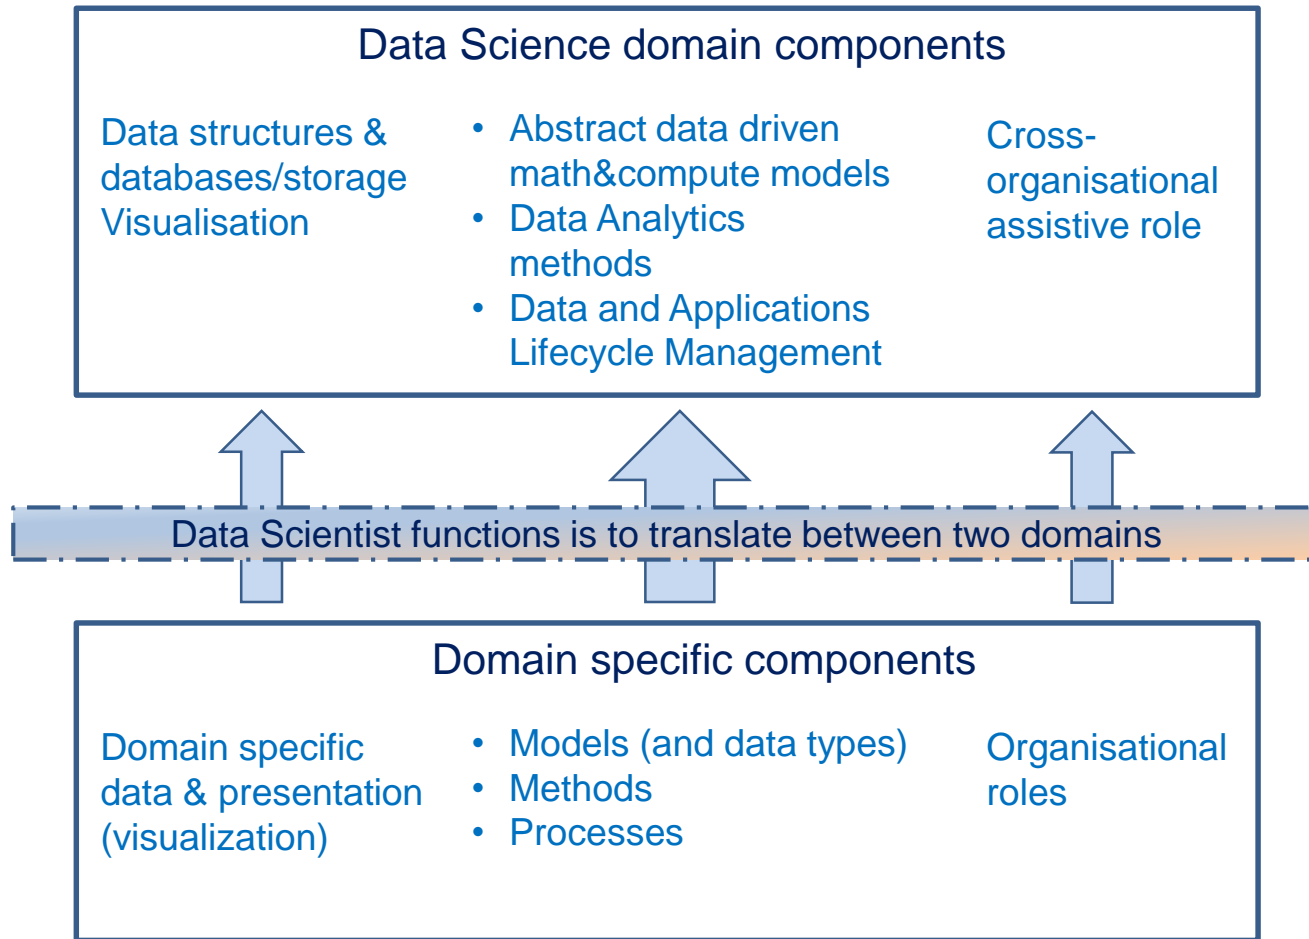 Data Science domain components
Data structures &
databases/storage
Visualisation
• Abstract data driven
math&compute models
• Data Analytics
methods
• Data and Applications
Lifecycle Management
Cross-
organisational
assistive role
Data Scientist functions is to translate between two domains
Domain specific components
Domain specific
data & presentation
(visualization)
• Models (and data types)
• Methods
• Processes
Organisational
roles